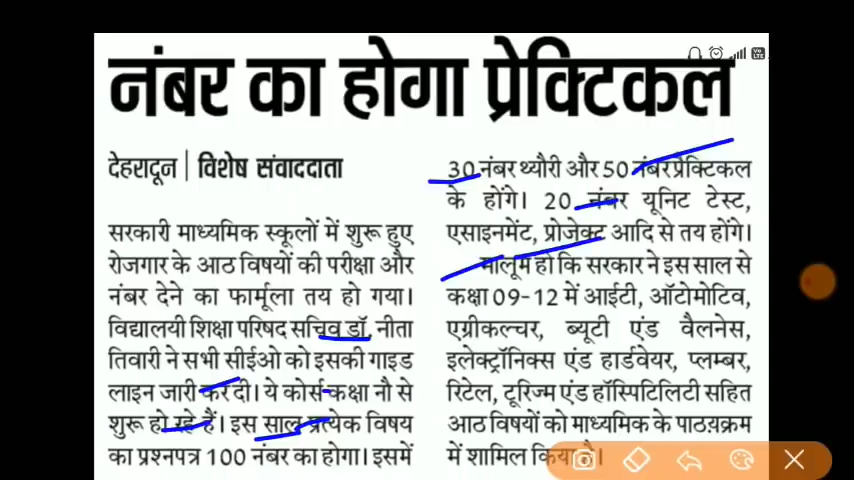 नंबर का होगा प्रेक्टिकल
देहरादून | विशेष संवाददाता
सरकारी माध्यमिक स्कूलों में शुरू हुए
रोजगार के आठ विषयों की परीक्षा और
नंबर देने का फार्मूला तय हो गया।
विद्यालयी शिक्षा परिषद सचिव डॉ. नीता
तिवारी ने सभी सीईओ को इसकी गाइड
लाइन जारी कर दी। ये कोर्स कक्षा नौ से
शुरू हो रहे हैं। इस साल प्रत्येक विषय
का प्रश्नपत्र 100 नंबर का होगा। इसमें
30 नंबर थ्यौरी और 50 नंबर प्रेक्टिकल
के होंगे। 20 नंबर यूनिट टेस्ट,
एसाइनमेंट, प्रोजेक्ट आदि से तय होंगे।
मालूम हो कि सरकार ने इस साल से
कक्षा 09-12 में आईटी, ऑटोमोटिव,
एग्रीकल्चर, ब्यूटी एंड वैलनेस,
इलेक्ट्रॉनिक्स एंड हार्डवेयर, प्लम्बर,
रिटेल, टूरिज्म एंड हॉस्पिटिलिटी सहित
आठ विषयों को माध्यमिक के पाठ्यक्रम
में शामिल किया है।